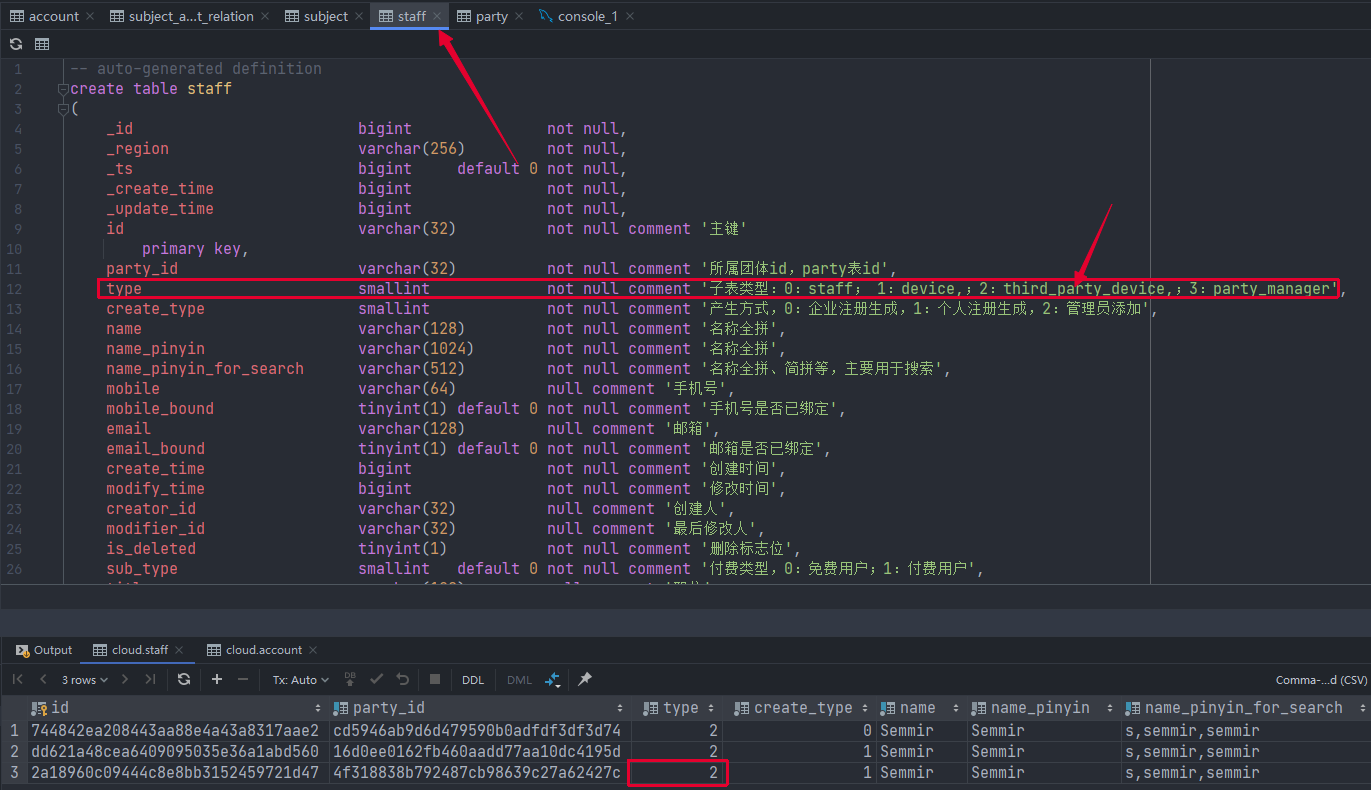 account subject_a...t_relation subject staff party console_1
1 -- auto-generated definition
2 create table staff
3 (
4 _id bigint not null,
5 _region varchar(256) not null,
6 _ts bigint default 0 not null,
7 _create_time bigint not null,
8 _update_time bigint not null,
9 id varchar(32) not null comment '主键'
10 primary key,
11 party_id varchar(32) not null comment '所属团体id，party表id',
12 type smallint not null comment '子表类型：0：staff； 1：device,；2：third_party_device,；3：party_manager',
13 create_type smallint not null comment '产生方式，0：企业注册生成，1：个人注册生成，2：管理员添加',
14 name varchar(128) not null comment '名称全拼',
15 name_pinyin varchar(1024) not null comment '名称全拼',
16 name_pinyin_for_search varchar(512) not null comment '名称全拼、简拼等，主要用于搜索',
17 mobile varchar(64) null comment '手机号',
18 mobile_bound tinyint(1) default 0 not null comment '手机号是否已绑定',
19 email varchar(128) null comment '邮箱',
20 email_bound tinyint(1) default 0 not null comment '邮箱是否已绑定',
21 create_time bigint not null comment '创建时间',
22 modify_time bigint not null comment '修改时间',
23 creator_id varchar(32) null comment '创建人',
24 modifier_id varchar(32) null comment '最后修改人',
25 is_deleted tinyint(1) not null comment '删除标志位',
26 sub_type smallint default 0 not null comment '付费类型，0：免费用户；1：付费用户',
Output cloud.staff cloud.account
3 rows Tx: Auto DB DDL DML Comma-...d (CSV)
id party_id type create_type name name_pinyin name_pinyin_for_search
1 744842ea208443aa88e4a43a8317aae2 cd5946ab9d6d479590b0adfdf3df3d74 2 0 Semmir Semmir s,semmir,semmir
2 dd621a48cea6409095035e36a1abd560 16d0ee0162fb460aadd77aa10dc4195d 2 1 Semmir Semmir s,semmir,semmir
3 2a18960c09444c8e8bb3152459721d47 4f318838b792487cb98639c27a62427c 2 1 Semmir Semmir s,semmir,semmir